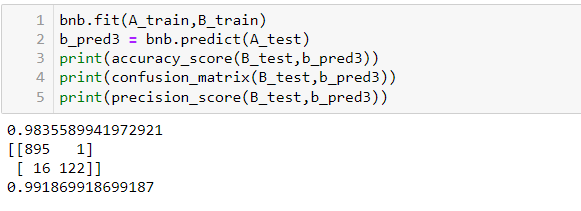 1 bnb.fit(A_train,B_train)
2 b_pred3 = bnb.predict(A_test)
3 print(accuracy_score(B_test,b_pred3))
4 print(confusion_matrix(B_test,b_pred3))
5 print(precision_score(B_test,b_pred3))
0.9835589941972921
[[895   1]
 [ 16 122]]
0.991869918699187